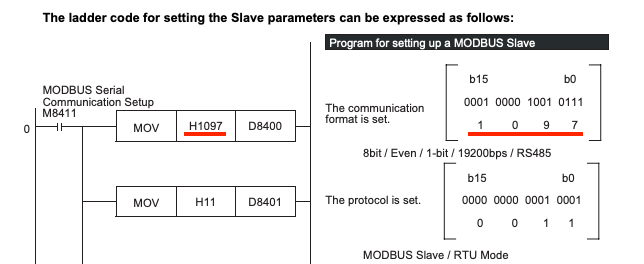 The ladder code for setting the Slave parameters can be expressed as follows:
Program for setting up a MODBUS Slave
MODBUS Serial
Communication Setup
M8411
0
MOV H1097 D8400
The communication
format is set.
b15 b0
0001 0000 1001 0111
1 0 9 7
8bit / Even / 1-bit / 19200bps / RS485
MOV H11 D8401
The protocol is set.
b15 b0
0000 0000 0001 0001
0 0 1 1
MODBUS Slave / RTU Mode